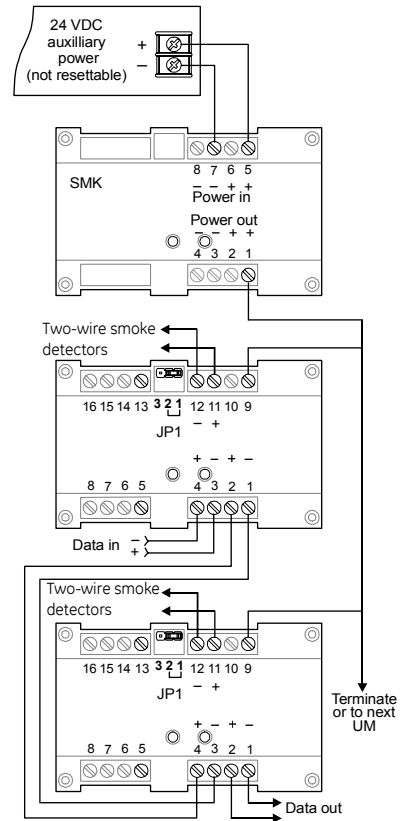 24 VDC
auxilliary
power
(not resettable)
+
–
8 7 6 5
– – + +
SMK
Power in
Power out
– – + +
4 3 2 1
Two-wire smoke
detectors
16 15 14 13 3 2 1 12 11 10 9
JP1
– +
+ – + –
8 7 6 5 4 3 2 1
Data in –
+
Two-wire smoke
detectors
16 15 14 13 3 2 1 12 11 10 9
JP1
– +
+ – + –
8 7 6 5 4 3 2 1
Terminate
or to next
UM
Data out